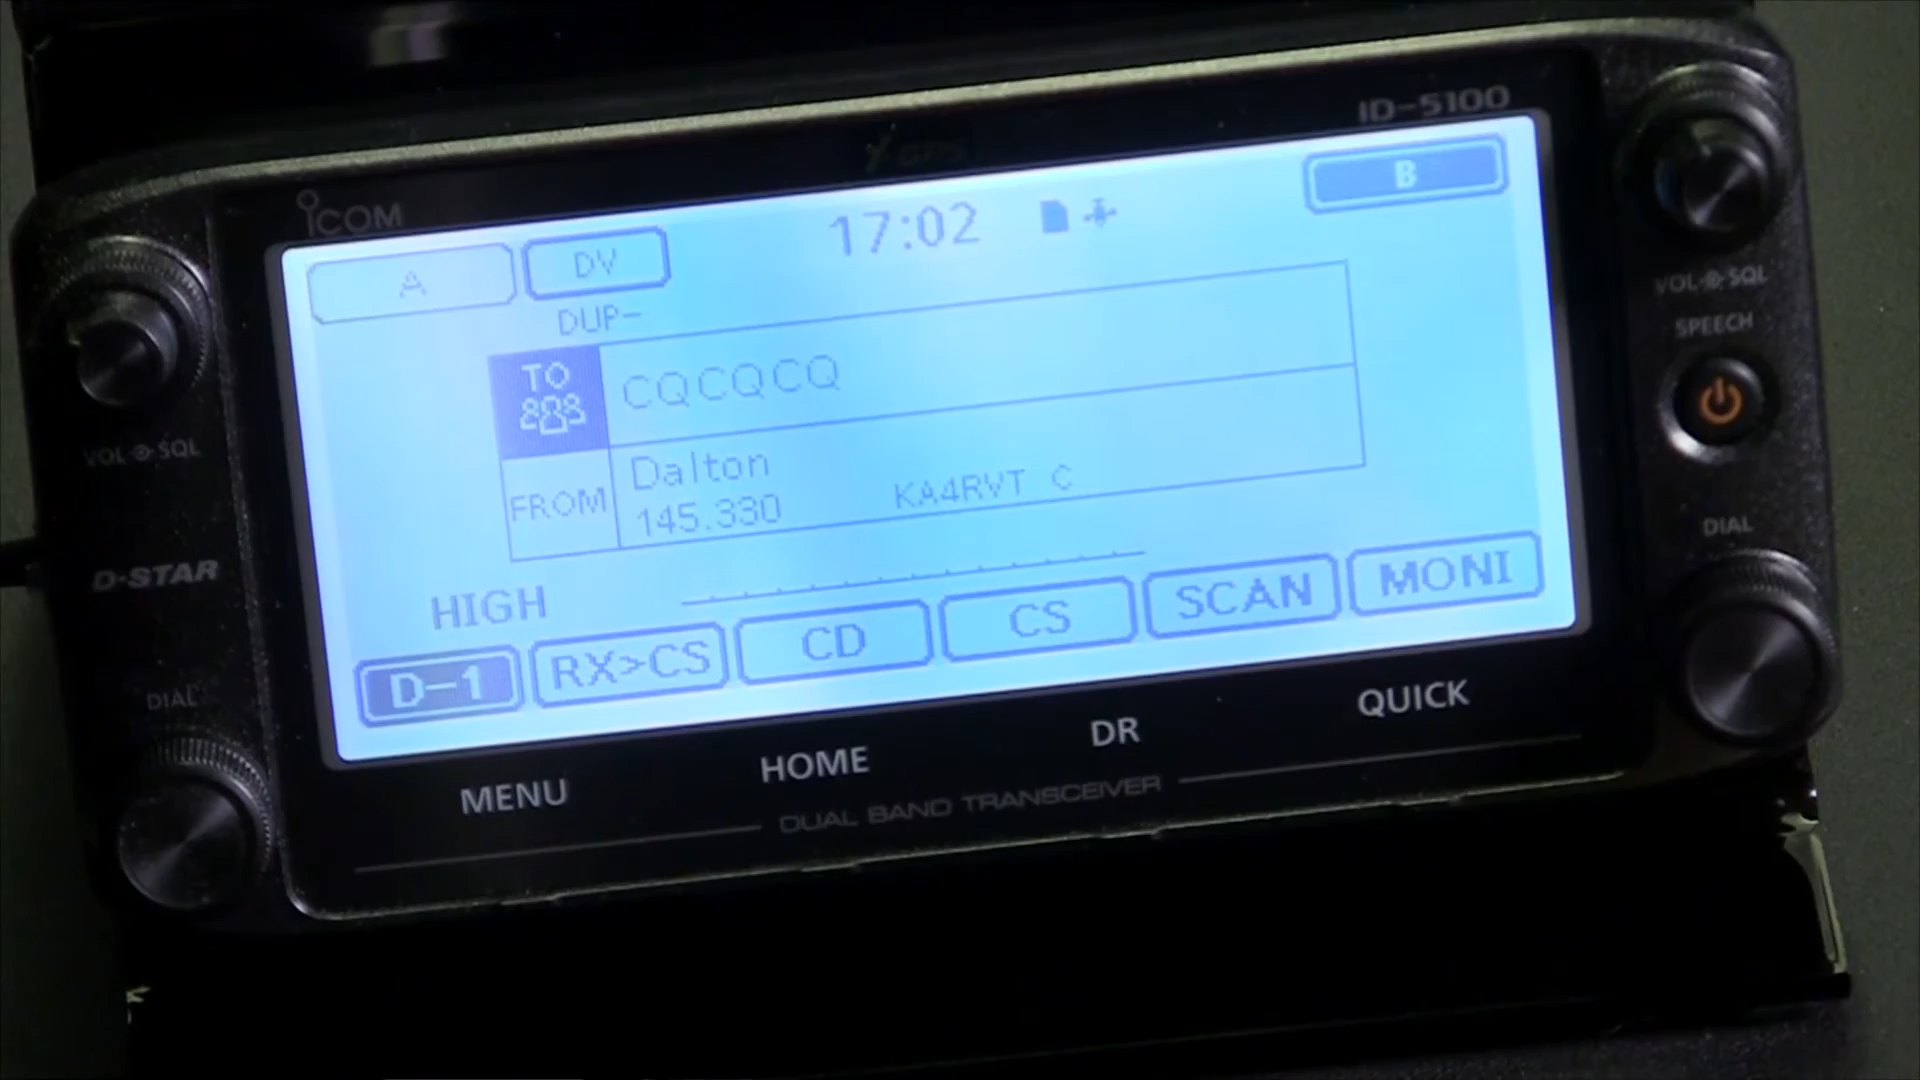 ID-5100
ICOM
GPS
A
DV
17:02
B
DUP-
TO
CQCQCQ
FROM
Dalton
145.330
KA4RVT C
HIGH
D-1
RX>CS
CD
CS
SCAN
MONI
VOL SQL
D-STAR
DIAL
VOL SQL
SPEECH
DIAL
MENU
HOME
DR
QUICK
DUAL BAND TRANSCEIVER